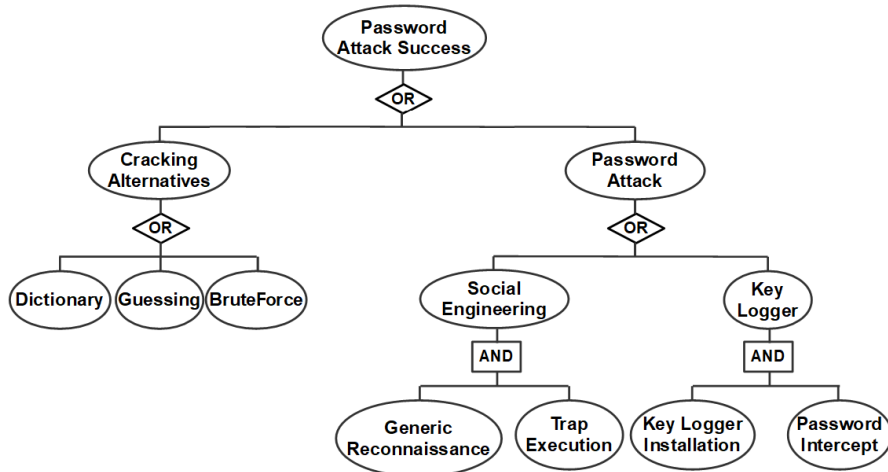 Password
Attack Success
OR
Cracking
Alternatives
Password
Attack
OR
OR
Dictionary
Guessing
BruteForce
Social
Engineering
Key
Logger
AND
AND
Generic
Reconnaissance
Trap
Execution
Key Logger
Installation
Password
Intercept